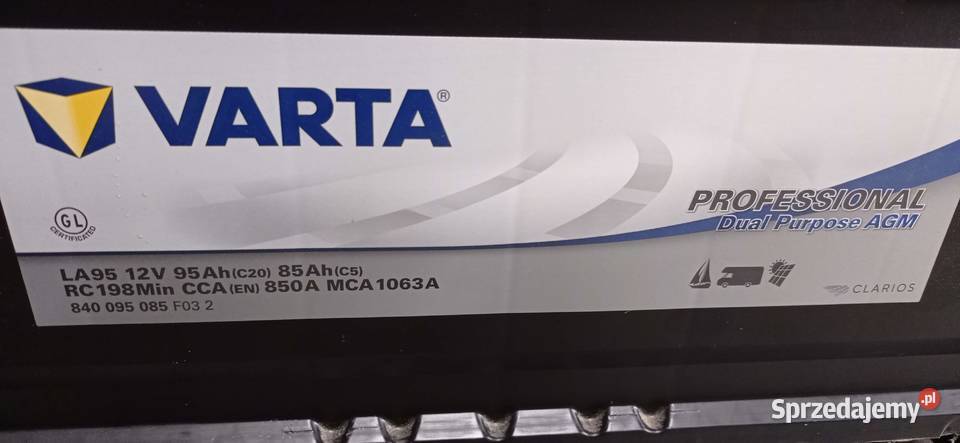 VARTA®
PROFESSIONAL
Dual Purpose AGM
GL
CERTIFICATED
LA95 12V 95Ah(C20) 85Ah(C5)
RC198Min CCA(EN) 850A MCA1063A
840 095 085 F03 2
CLARIOS
Sprzedajemy.pl